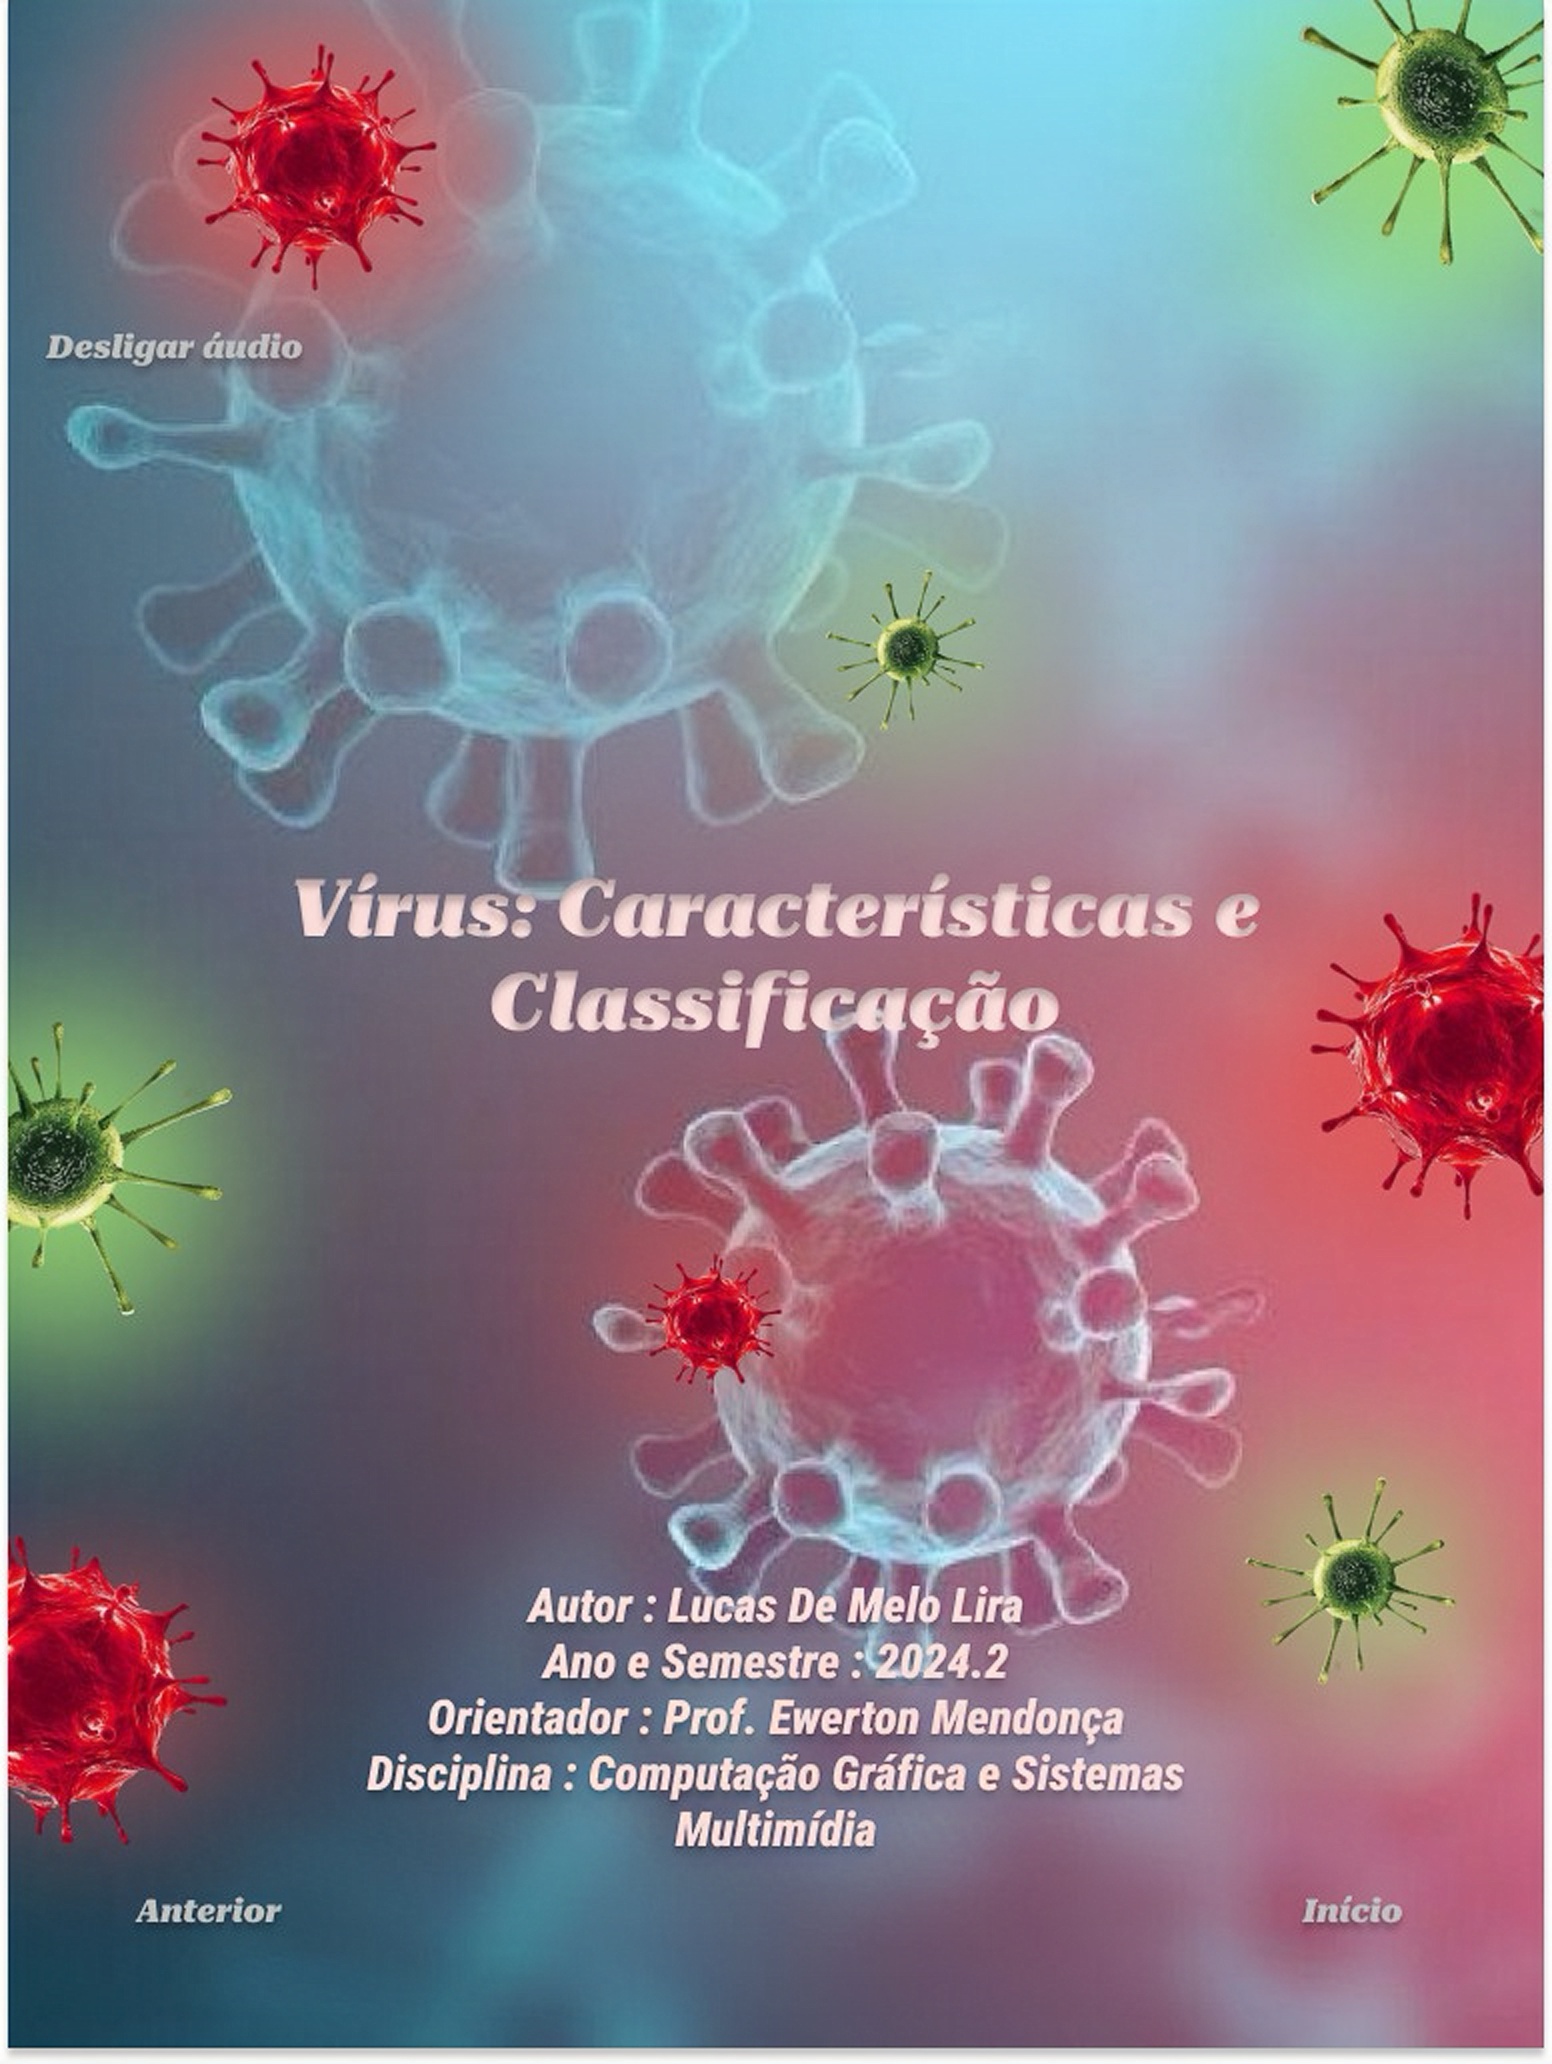 Desligar áudio
Vírus: Características e
Classificação
Autor : Lucas De Melo Lira
Ano e Semestre : 2024.2
Orientador : Prof. Ewerton Mendonça
Disciplina : Computação Gráfica e Sistemas
Multimídia
Anterior
Início